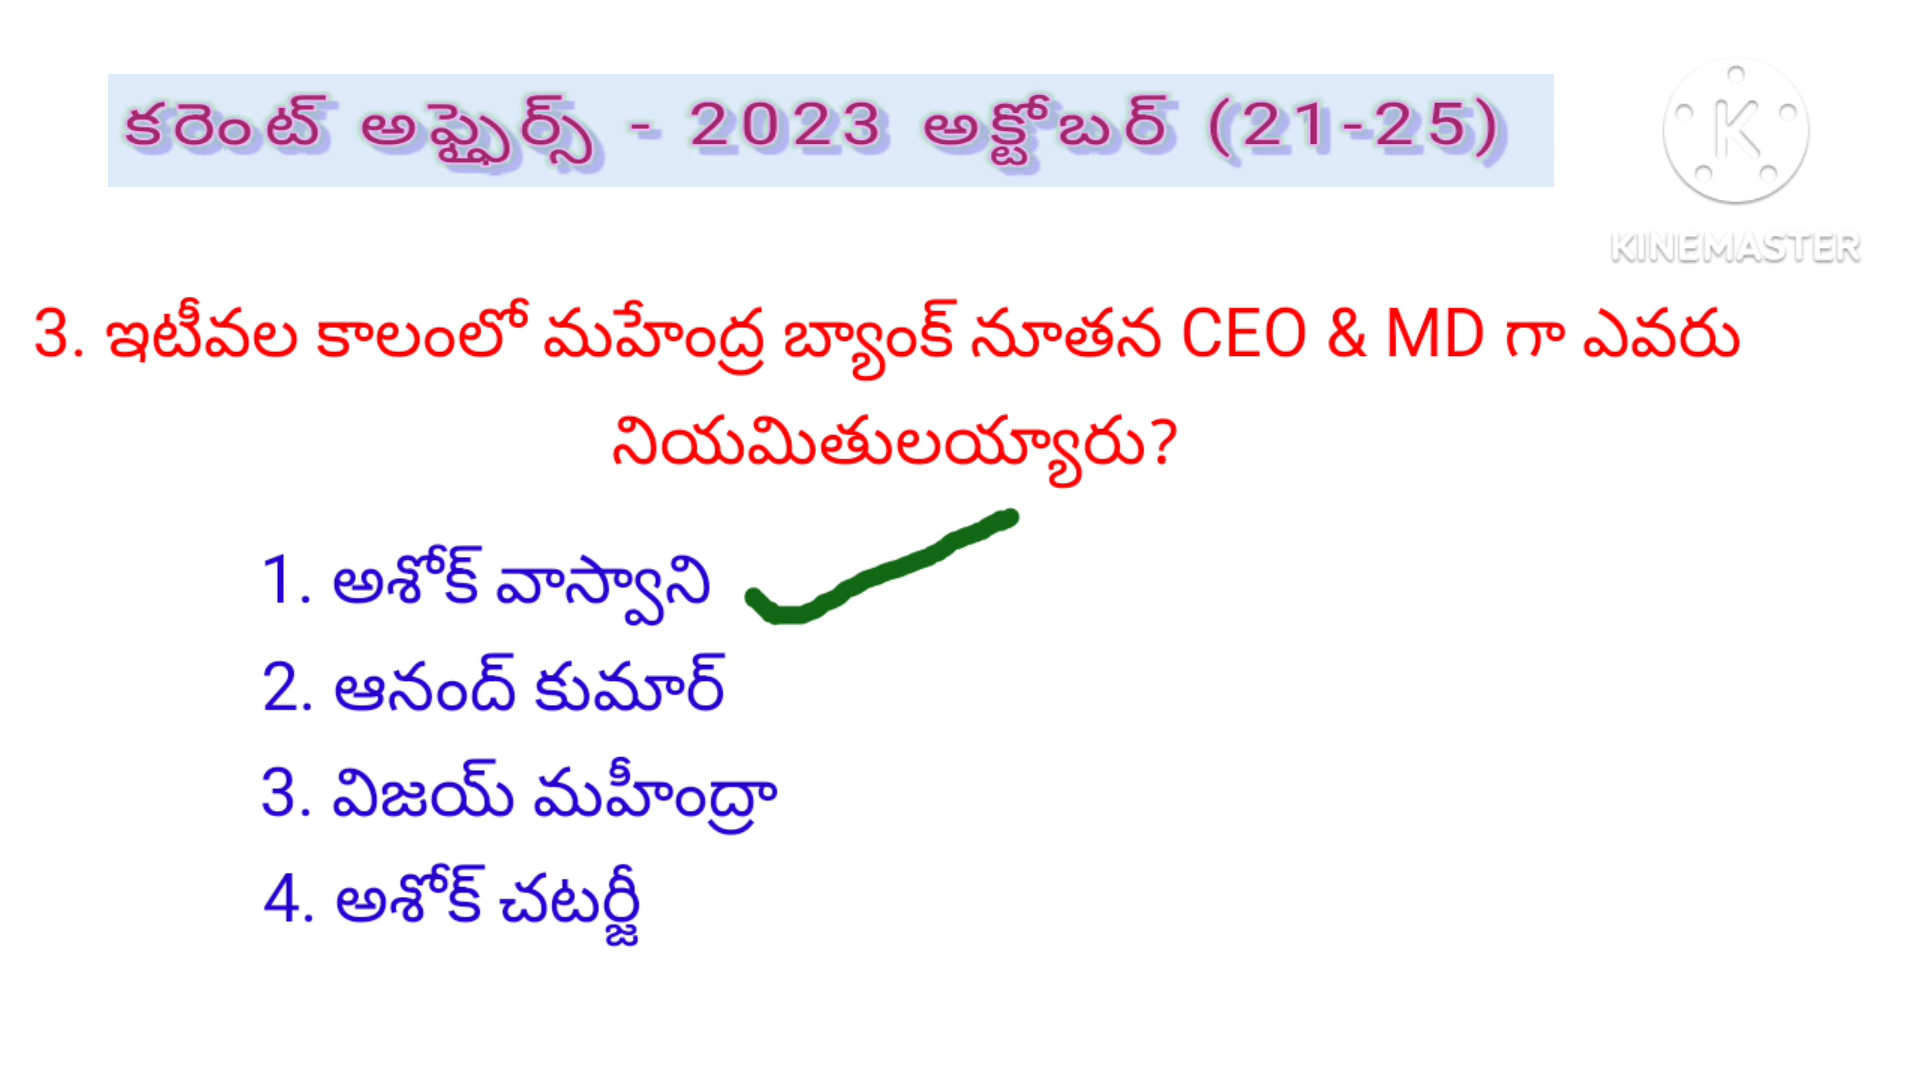 కరెంట్ అఫ్ఫైర్స్ - 2023 అక్టోబర్ (21-25)
K
KINEMASTER
3. ఇటీవల కాలంలో మహేంద్ర బ్యాంక్ నూతన CEO & MD గా ఎవరు
నియమితులయ్యారు?
1. అశోక్ వాస్వాని
2. ఆనంద్ కుమార్
3. విజయ్ మహీంద్రా
4. అశోక్ చటర్జీ